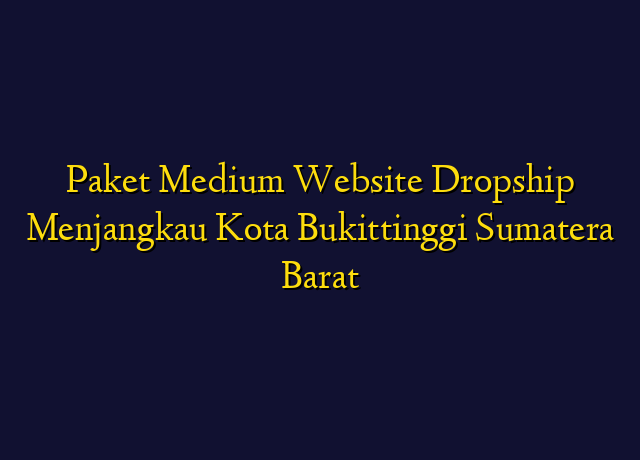 Paket Medium Website Dropship
Menjangkau Kota Bukittinggi Sumatera
Barat